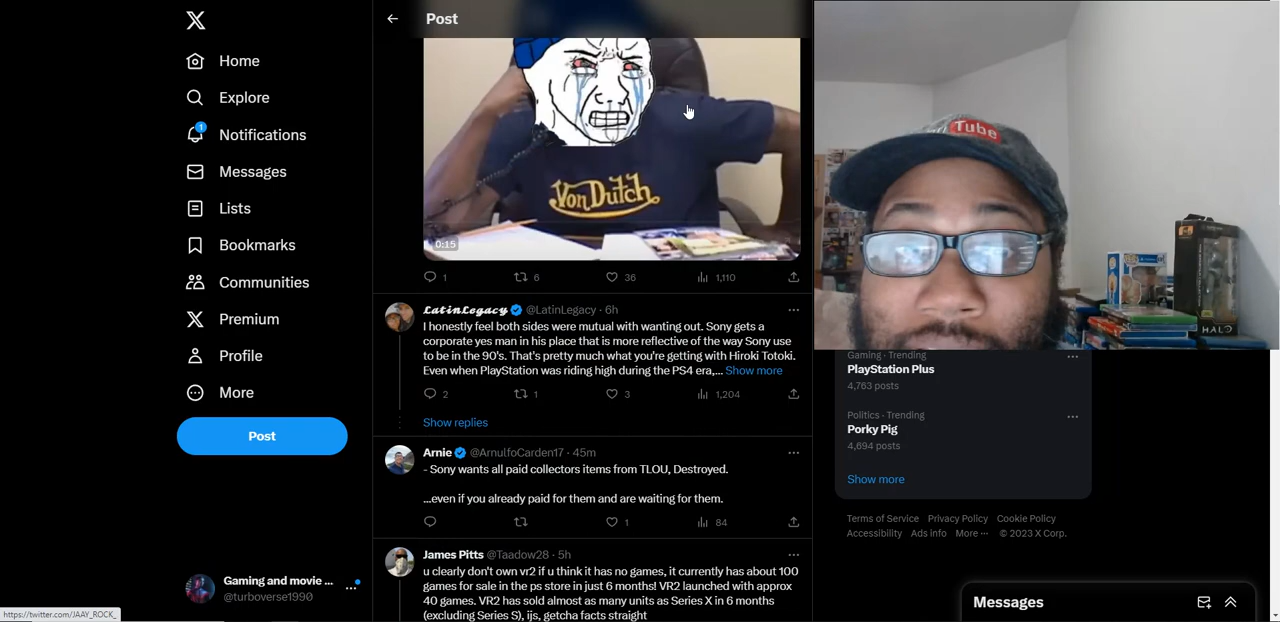 Post
Home
Explore
1
Notifications
Messages
Lists
Bookmarks
Communities
Premium
Profile
More
Post
Gaming and movie ...
@turboverse1990
https://twitter.com/JAAY_ROCK_
Von Dutch
0:15
1 6 36 1,110
LatinLegacy @LatinLegacy · 6h
I honestly feel both sides were mutual with wanting out. Sony gets a
corporate yes man in his place that is more reflective of the way Sony use
to be in the 90's. That's pretty much what you're getting with Hiroki Totoki.
Even when PlayStation was riding high during the PS4 era,... Show more
2 1 3 1,204
Show replies
Arnie @ArnulfoCarden17 · 45m
- Sony wants all paid collectors items from TLOU, Destroyed.
...even if you already paid for them and are waiting for them.
1 84
James Pitts @Taadow28 · 5h
u clearly don't own vr2 if u think it has no games, it currently has about 100
games for sale in the ps store in just 6 months! VR2 launched with approx
40 games. VR2 has sold almost as many units as Series X in 6 months
(excluding Series S), ijs, getcha facts straight
Tube
HALO
Gaming · Trending
PlayStation Plus
4,763 posts
Politics · Trending
Porky Pig
4,694 posts
Show more
Terms of Service Privacy Policy Cookie Policy
Accessibility Ads info More ··· © 2023 X Corp.
Messages